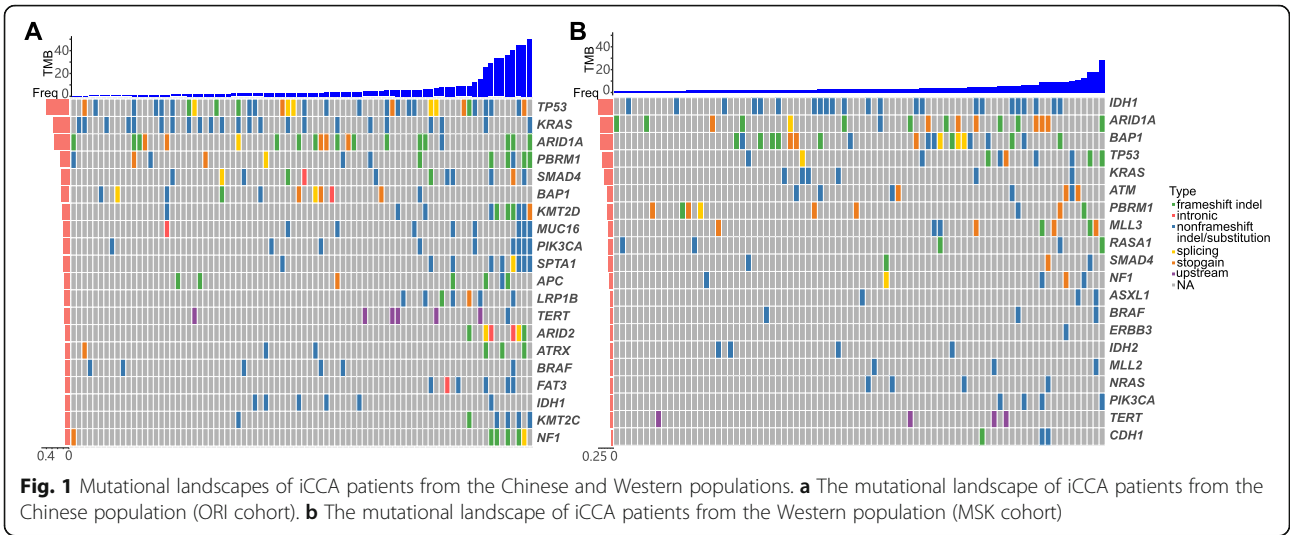 A
B
TMB
40
20
0
Freq
TP53
KRAS
ARID1A
PBRM1
SMAD4
BAP1
KMT2D
MUC16
PIK3CA
SPTA1
APC
LRP1B
TERT
ARID2
ATRX
BRAF
FAT3
IDH1
KMT2C
NF1
0.4 0
TMB
40
20
0
Freq
IDH1
ARID1A
BAP1
TP53
KRAS
ATM
PBRM1
MLL3
RASA1
SMAD4
NF1
ASXL1
BRAF
ERBB3
IDH2
MLL2
NRAS
PIK3CA
TERT
CDH1
0.25 0
Type
frameshift indel
intronic
nonframeshift
indel/substitution
splicing
stopgain
upstream
NA
Fig. 1 Mutational landscapes of iCCA patients from the Chinese and Western populations. a The mutational landscape of iCCA patients from the
Chinese population (ORI cohort). b The mutational landscape of iCCA patients from the Western population (MSK cohort)